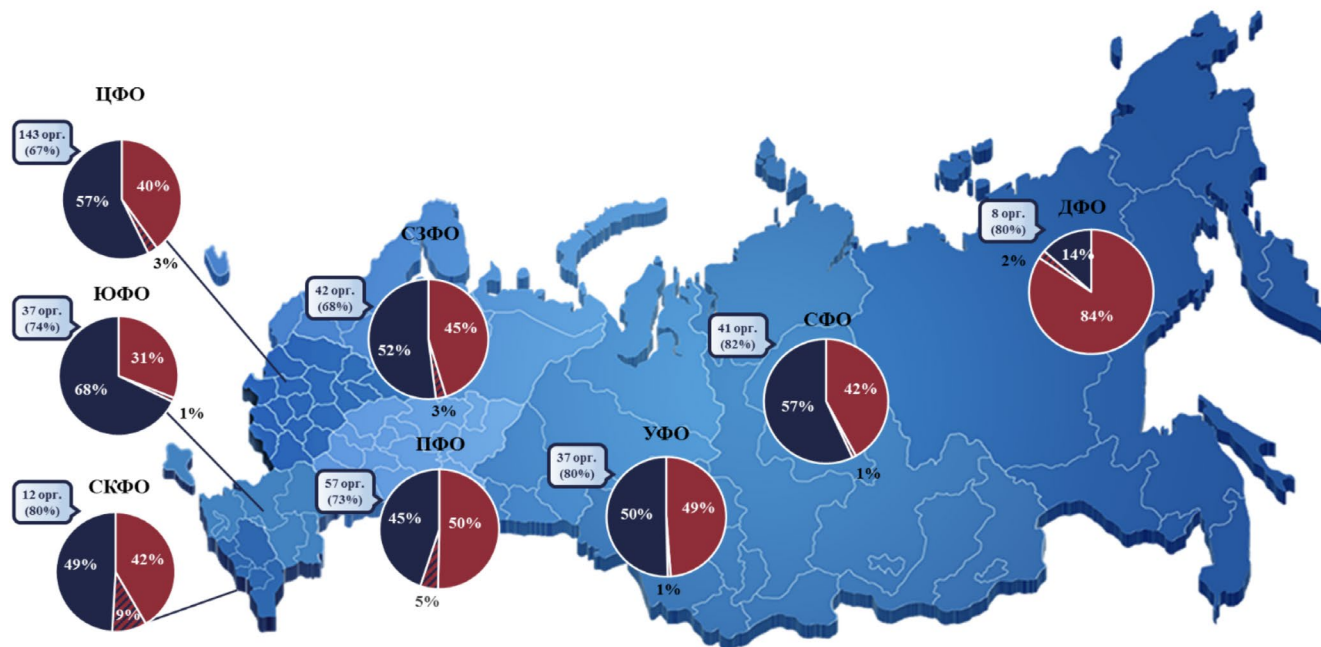 ЦФО
143 орг.
(67%)
57%
40%
3%
ЮФО
37 орг.
(74%)
31%
68%
1%
СКФО
12 орг.
(80%)
49%
42%
9%
СЗФО
42 орг.
(68%)
45%
52%
3%
ПФО
57 орг.
(73%)
45%
50%
5%
УФО
37 орг.
(80%)
50%
49%
1%
СФО
41 орг.
(82%)
42%
57%
1%
ДФО
8 орг.
(80%)
14%
2%
84%